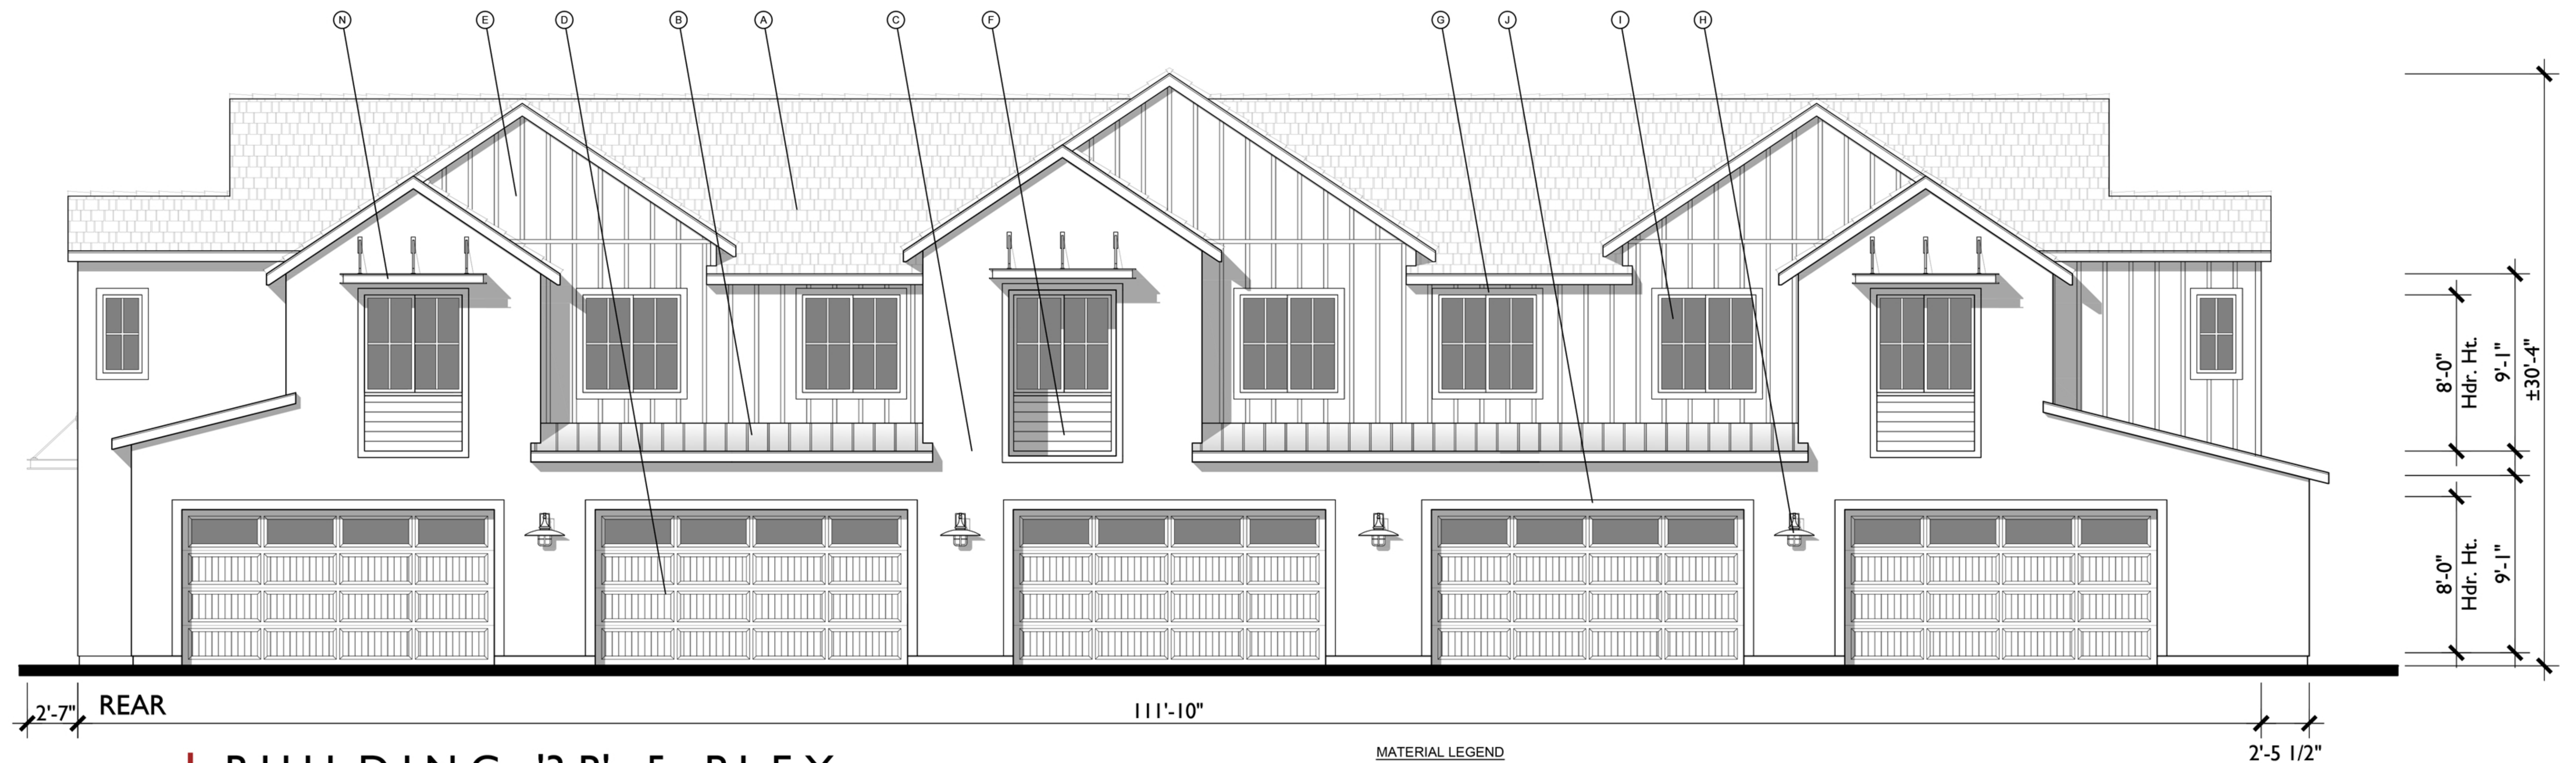 N E D B A C F G J I H
8'-0"
Hdr. Ht.
9'-1"
±30'-4"
8'-0"
Hdr. Ht.
9'-1"
2'-7"
REAR
111'-10"
2'-5 1/2"
MATERIAL LEGEND